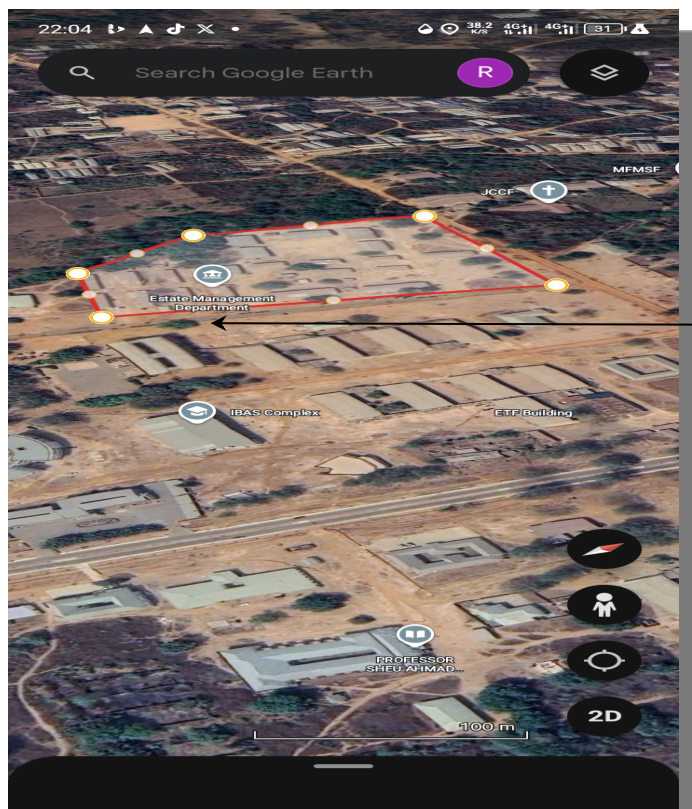 22:04
38.2
K/S
4G+
4G+
31
Search Google Earth
R
MFMSF
JCCF
Estate Management
Department
IBAS Complex
ETF Building
PROFESSOR
SHEU AHMAD...
100 m
2D